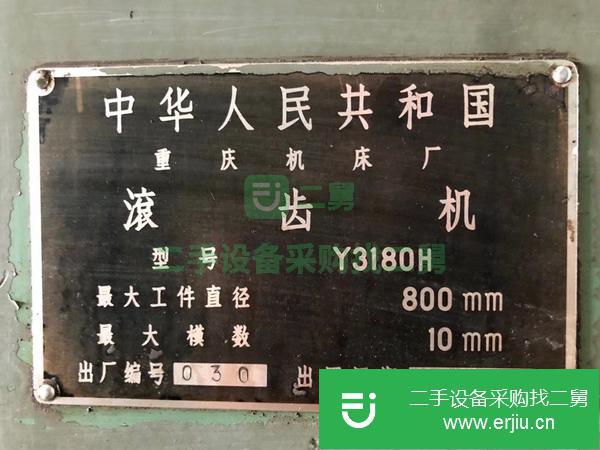 中华人民共和国
重庆机床厂
二舅
滚齿机
二手设备采购找二舅
型号 Y3180H
最大工件直径 800 mm
最大模数 10 mm
出厂编号 030 出
二手设备采购找二舅
www.erjiu.cn